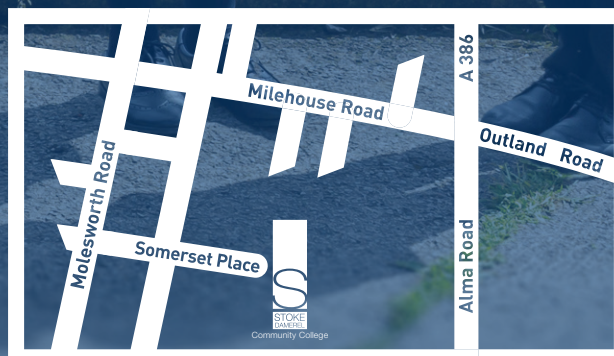 A 386
Milehouse Road
Outland Road
Molesworth Road
Somerset Place
Alma Road
S
STOKE
DAMEREL
Community College